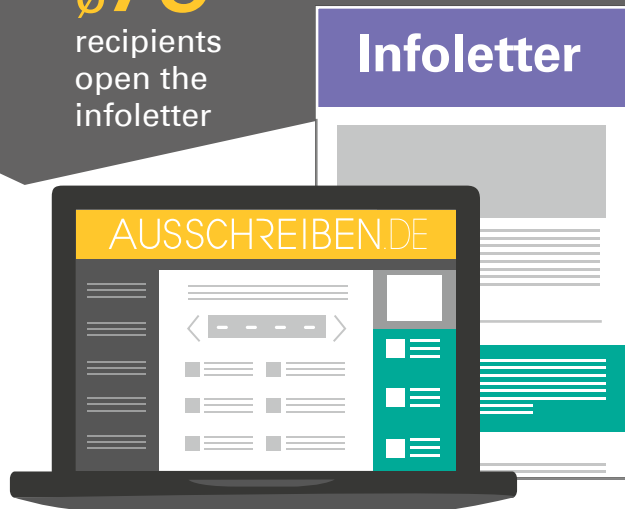 recipients
open the
infoletter
Infoletter
AUSSCHREIBEN.DE